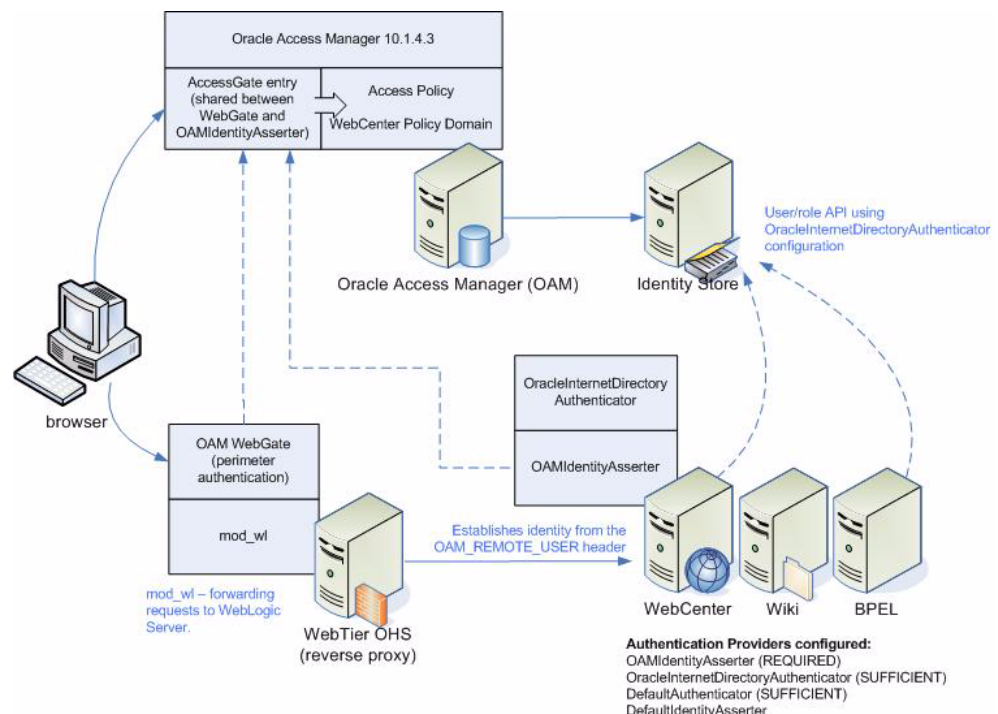 Oracle Access Manager 10.1.4.3
AccessGate entry
(shared between
WebGate and
OAMIdentityAsserter)
Access Policy
WebCenter Policy Domain
User/role API using
OracleInternetDirectoryAuthenticator
configuration
Oracle Access Manager (OAM)
Identity Store
browser
OracleInternetDirectory
Authenticator
OAMIdentityAsserter
OAM WebGate
(perimeter
authentication)
mod_wl
Establishes identity from the
OAM_REMOTE_USER header
mod_wl – forwarding
requests to WebLogic
Server.
WebTier OHS
(reverse proxy)
WebCenter
Wiki
BPEL
Authentication Providers configured:
OAMIdentityAsserter (REQUIRED)
OracleInternetDirectoryAuthenticator (SUFFICIENT)
DefaultAuthenticator (SUFFICIENT)
DefaultIdentityAsserter